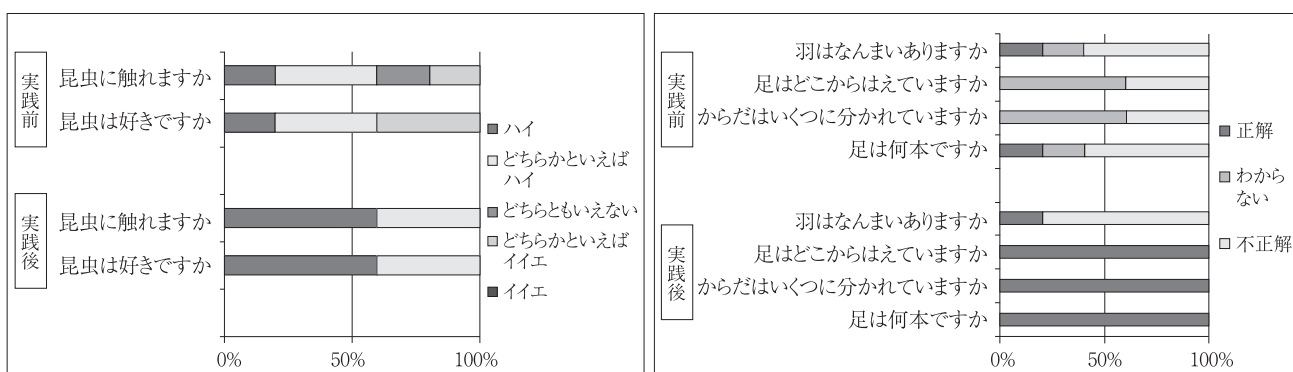 実践前
昆虫に触れますか
昆虫は好きですか
実践後
昆虫に触れますか
昆虫は好きですか
0%
50%
100%
ハイ
どちらかといえば
ハイ
どちらともいえない
どちらかといえば
イイエ
イイエ
実践前
羽はなんまいありますか
足はどこからはえていますか
からだはいくつに分かれていますか
足は何本ですか
実践後
羽はなんまいありますか
足はどこからはえていますか
からだはいくつに分かれていますか
足は何本ですか
0%
50%
100%
正解
わから
ない
不正解